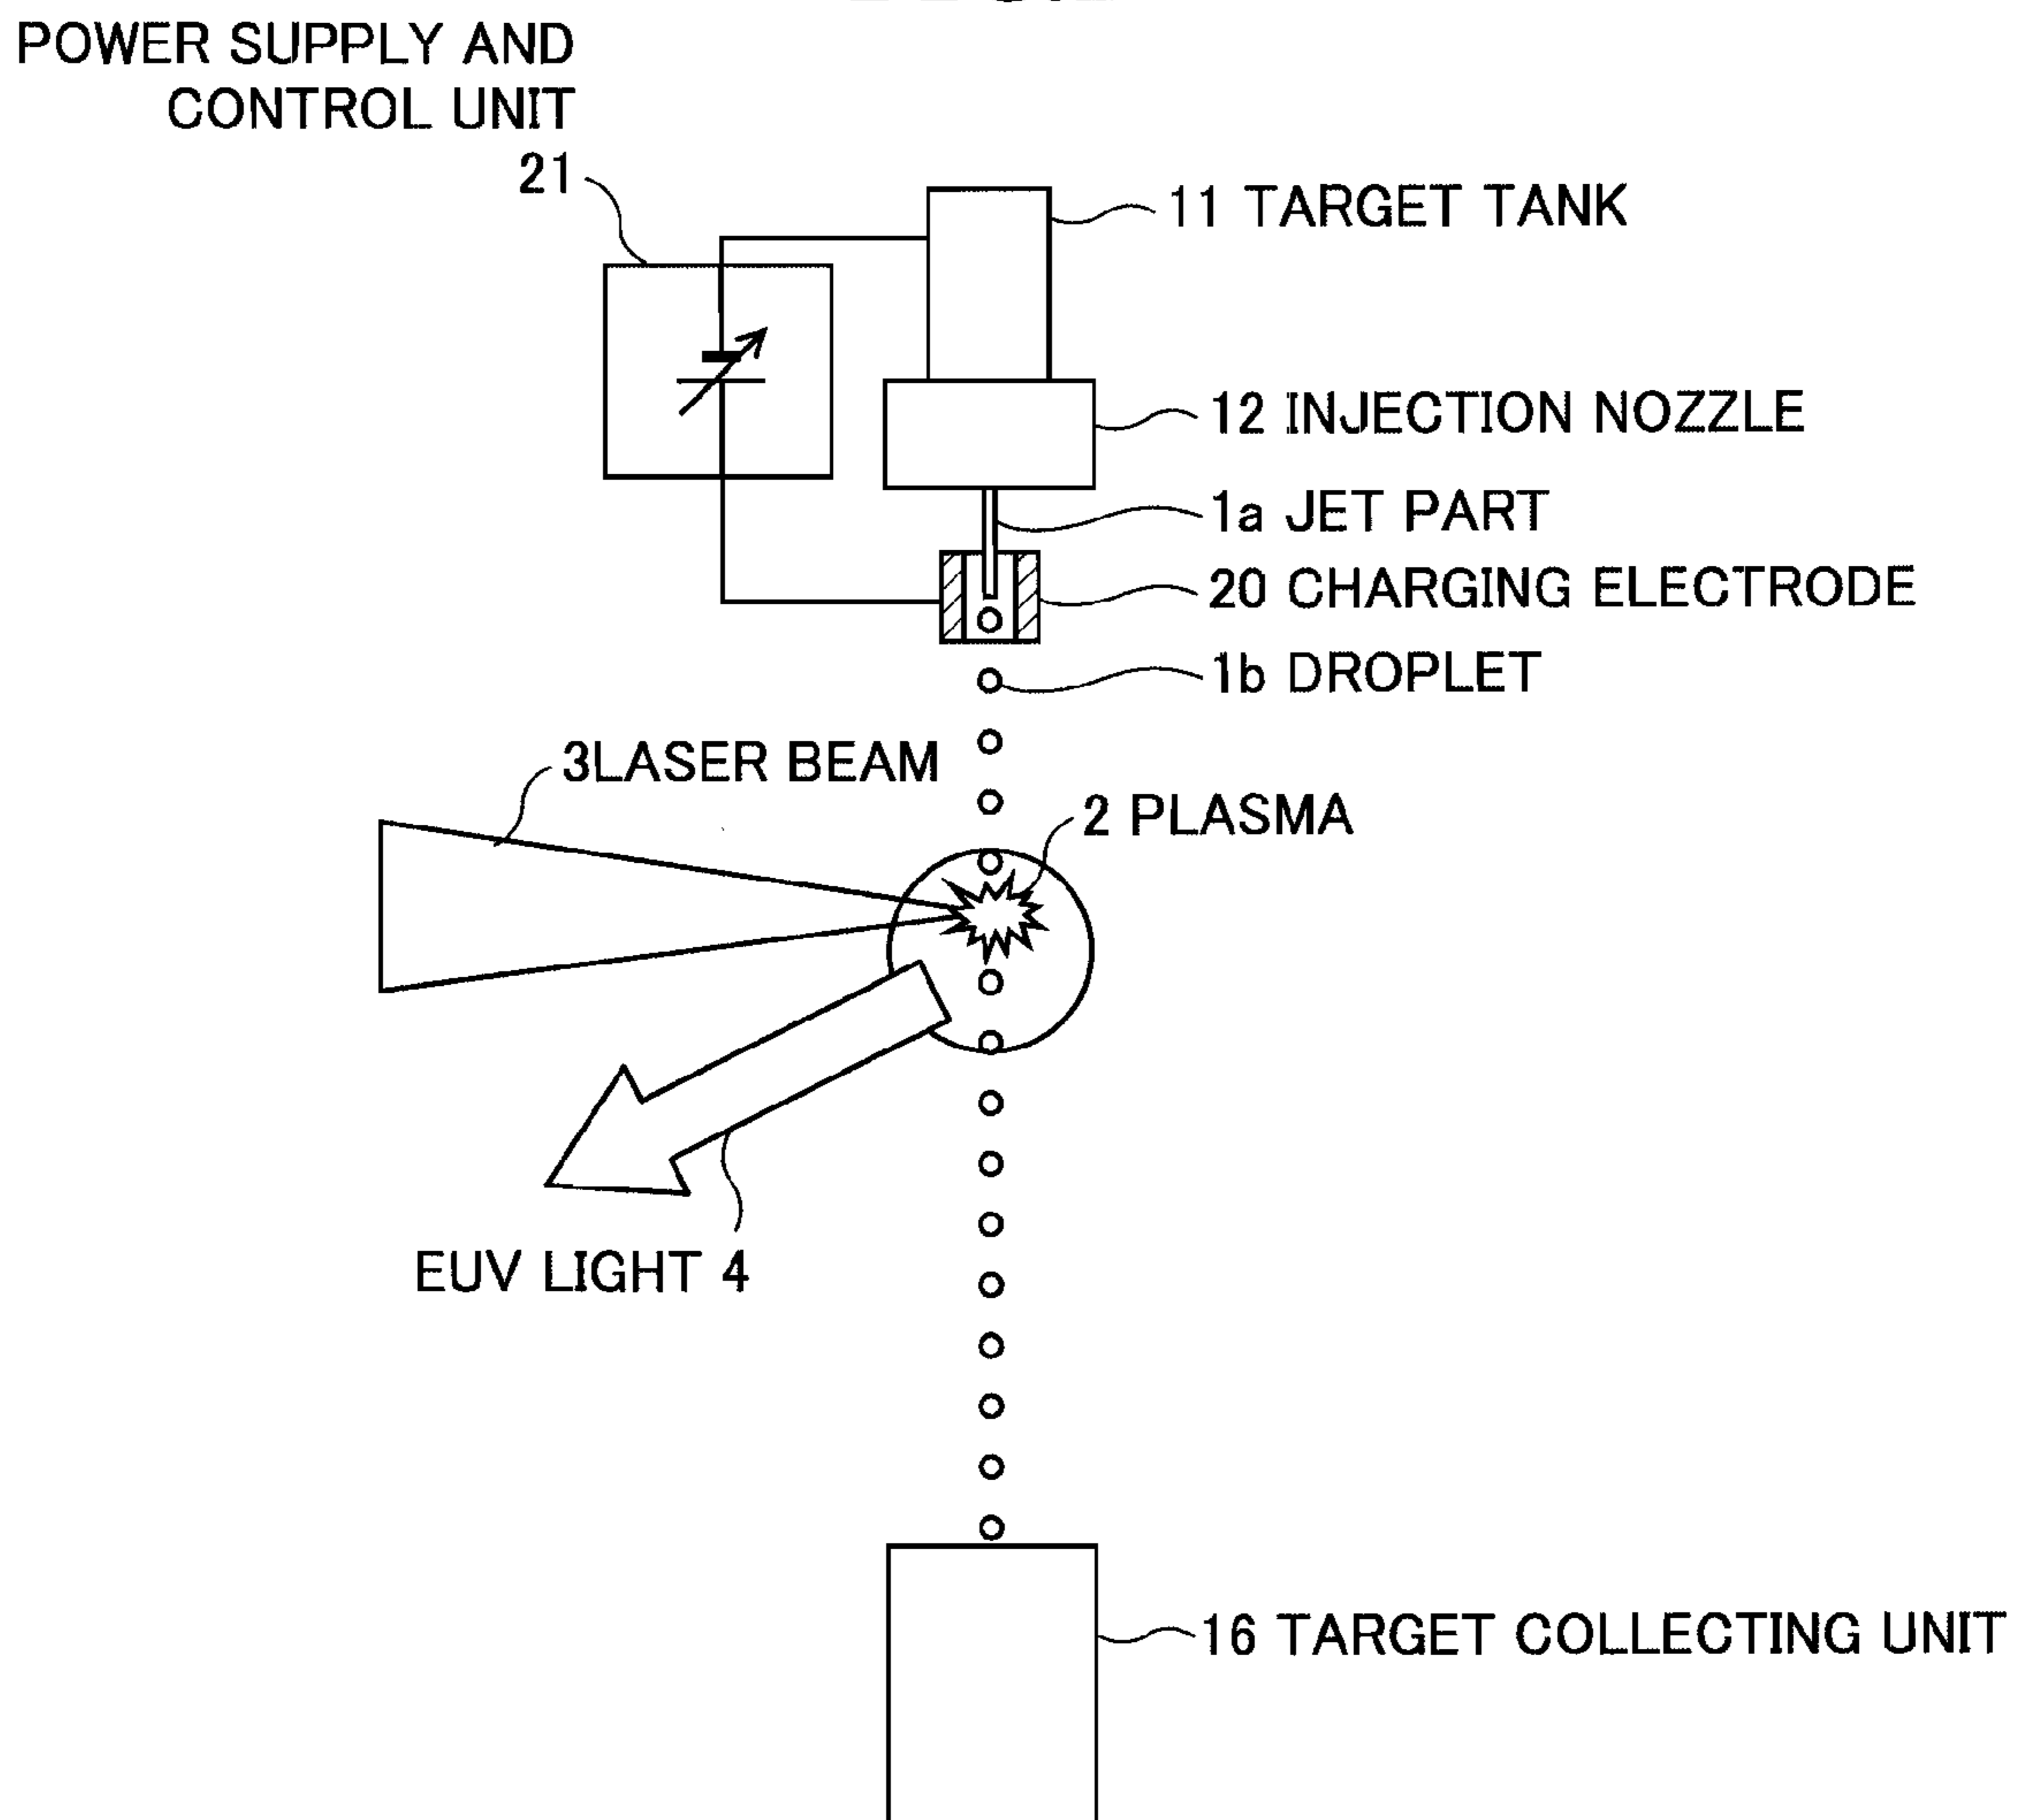 POWER SUPPLY AND
CONTROL UNIT
21
11 TARGET TANK
12 INJECTION NOZZLE
1a JET PART
20 CHARGING ELECTRODE
1b DROPLET
3LASER BEAM
2 PLASMA
EUV LIGHT 4
16 TARGET COLLECTING UNIT